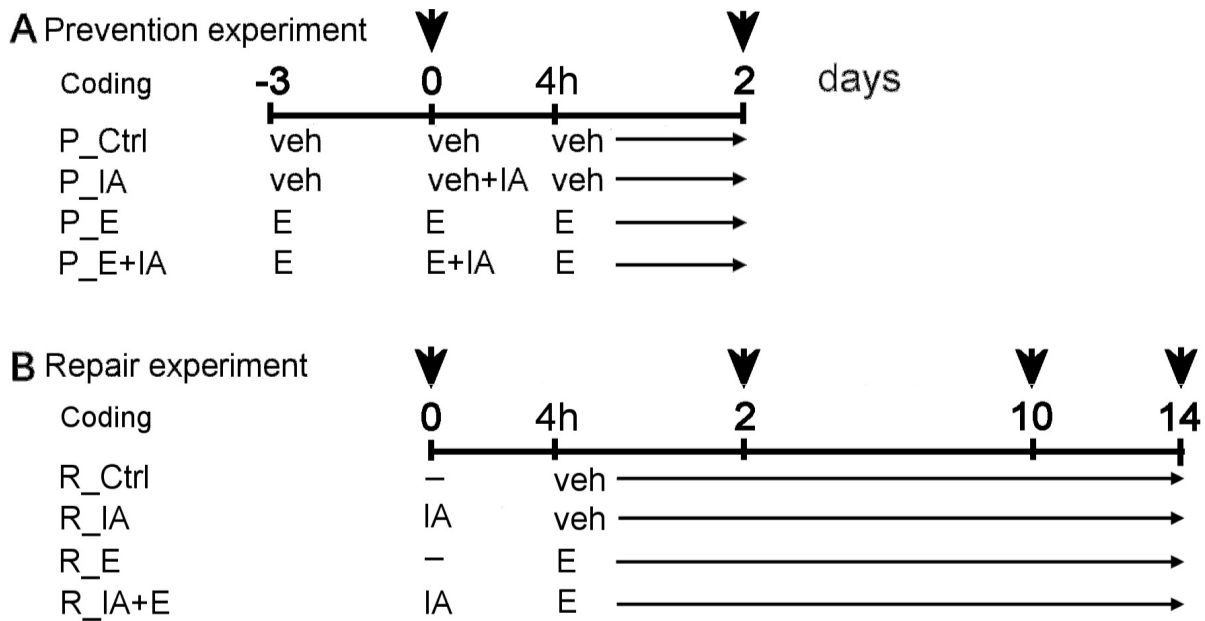 A Prevention experiment
Coding -3 0 4h 2 days
P_Ctrl veh veh veh
P_IA veh veh+IA veh
P_E E E E
P_E+IA E E+IA E
B Repair experiment
Coding 0 4h 2 10 14
R_Ctrl – veh
R_IA IA veh
R_E – E
R_IA+E IA E